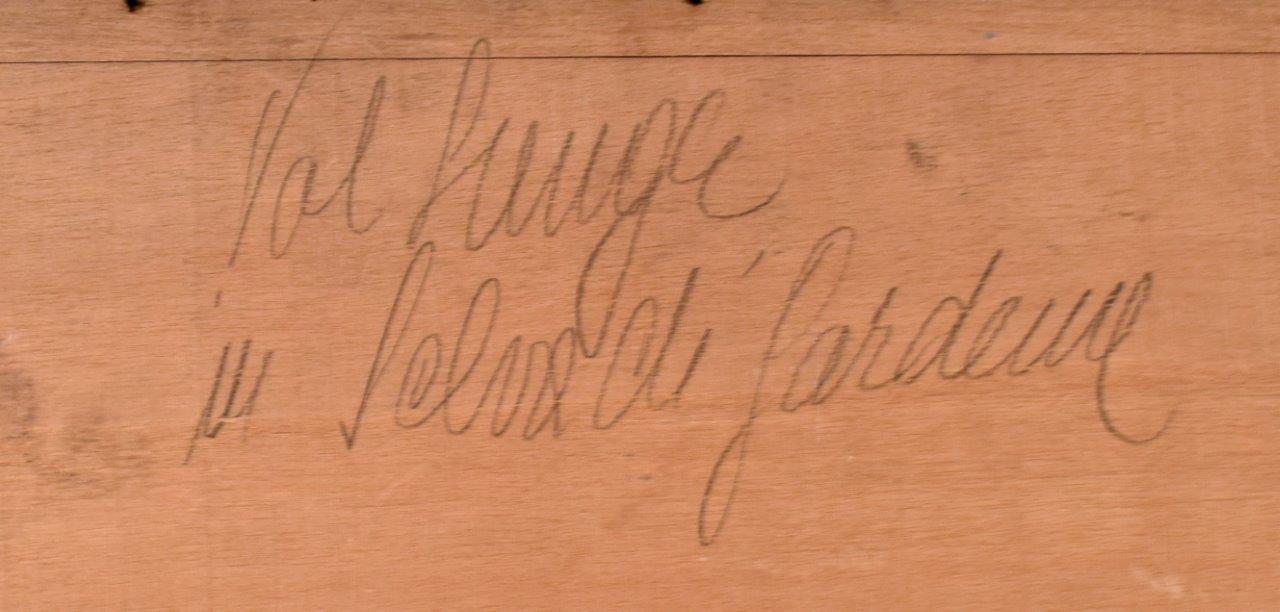 Val Lunga
in Selva di Gardena